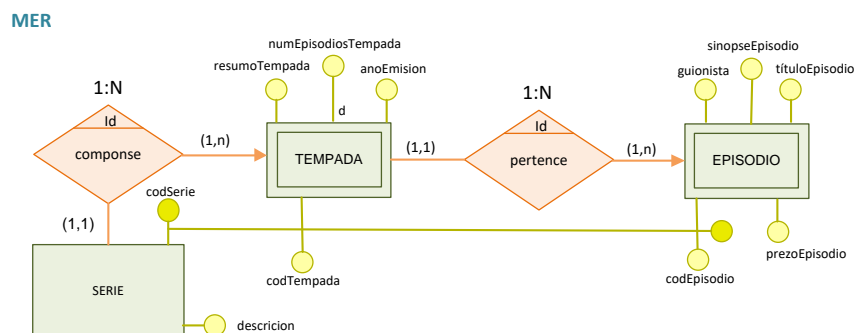 MER
numEpisodiosTempada
sinopseEpisodio
resumoTempada
anoEmision
guionista
títuloEpisodio
1:N
1:N
d
Id
Id
(1,n)
TEMPADA
(1,1)
(1,n)
EPISODIO
componse
pertence
codSerie
(1,1)
prezoEpisodio
codTempada
codEpisodio
SERIE
descricion